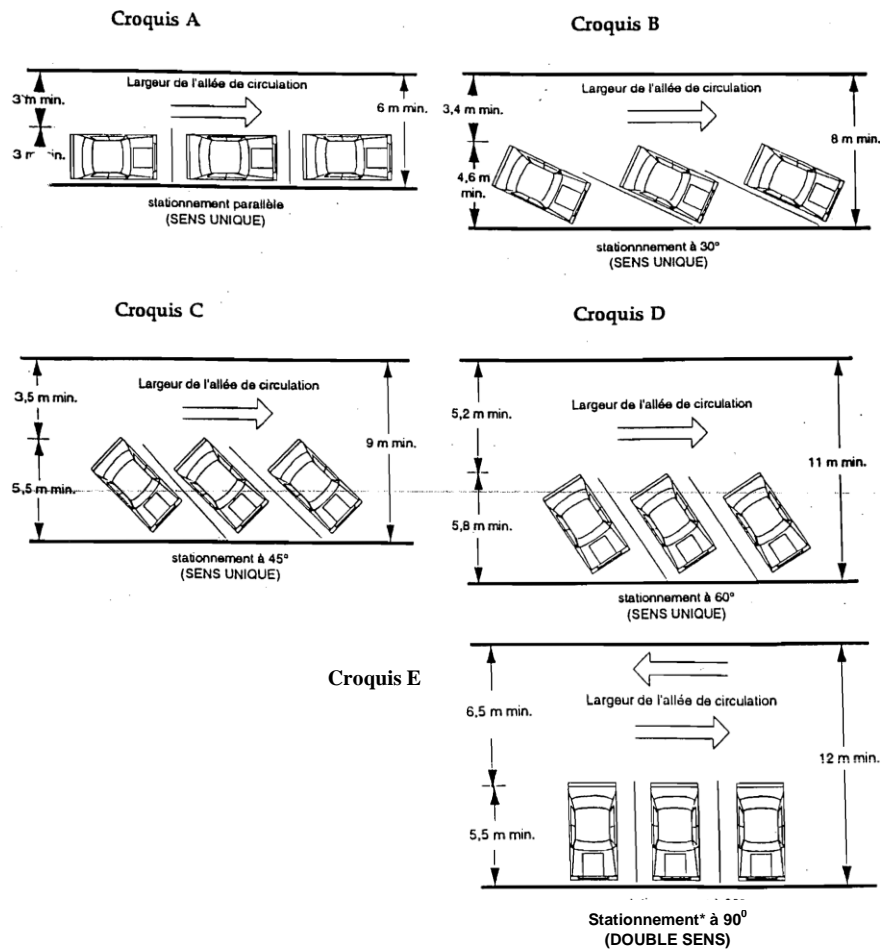 Croquis A
Largeur de l'allée de circulation
3 m min.
6 m min.
3 m min.
stationnement parallèle
(SENS UNIQUE)
Croquis B
Largeur de l'allée de circulation
3,4 m min.
8 m min.
4,6 m
min.
stationnnement à 30°
(SENS UNIQUE)
Croquis C
Largeur de l'allée de circulation
3,5 m min.
9 m min.
5,5 m min.
stationnement à 45°
(SENS UNIQUE)
Croquis D
Largeur de l'allée de circulation
5,2 m min.
11 m min.
5,8 m min.
stationnement à 60°
(SENS UNIQUE)
Croquis E
Largeur de l'allée de circulation
6,5 m min.
12 m min.
5,5 m min.
Stationnement* à 90⁰
(DOUBLE SENS)